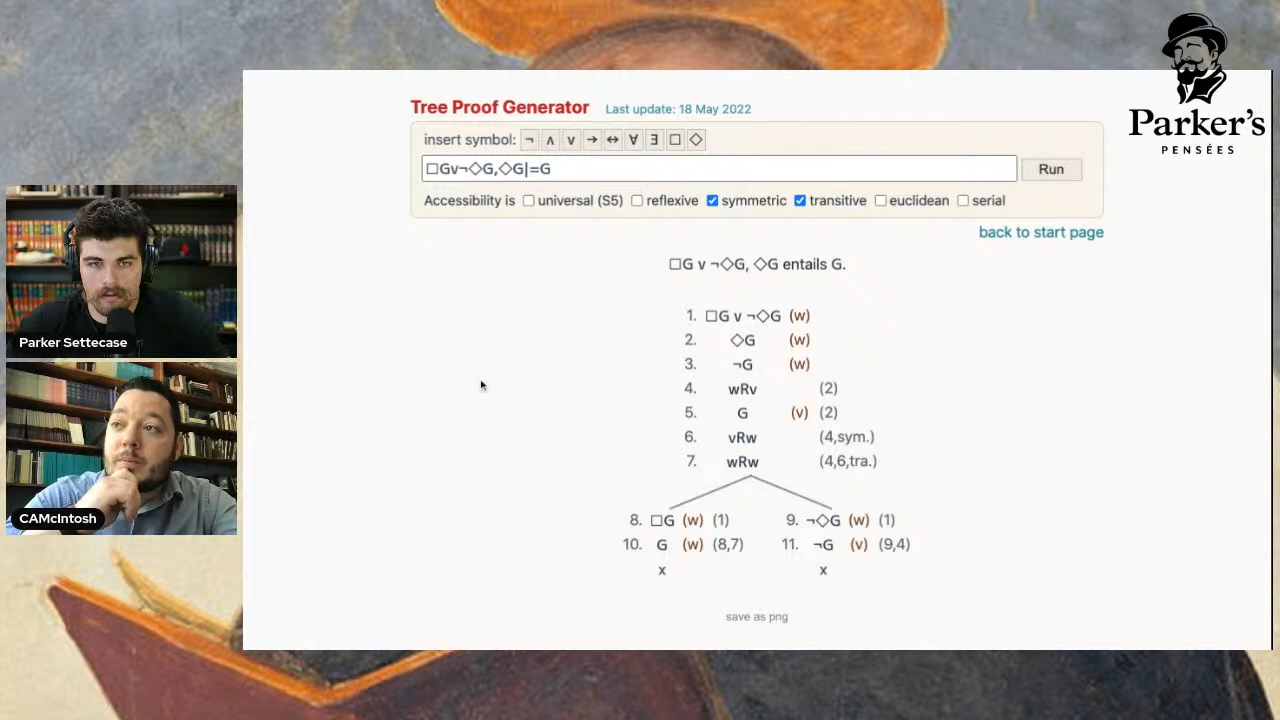 Parker's
PENSÉES
Tree Proof Generator Last update: 18 May 2022
insert symbol: ¬ ∧ ∨ → ↔ ∀ ∃ □ ◇
□Gv¬◇G,◇G|=G Run
Accessibility is universal (S5) reflexive symmetric transitive euclidean serial
back to start page
□G v ¬◇G, ◇G entails G.
1. □G v ¬◇G (w)
2. ◇G (w)
3. ¬G (w)
4. wRv (2)
5. G (v) (2)
6. vRw (4,sym.)
7. wRw (4,6,tra.)
8. □G (w) (1) 9. ¬◇G (w) (1)
10. G (w) (8,7) 11. ¬G (v) (9,4)
x x
save as png
Parker Settecase
CAMcIntosh